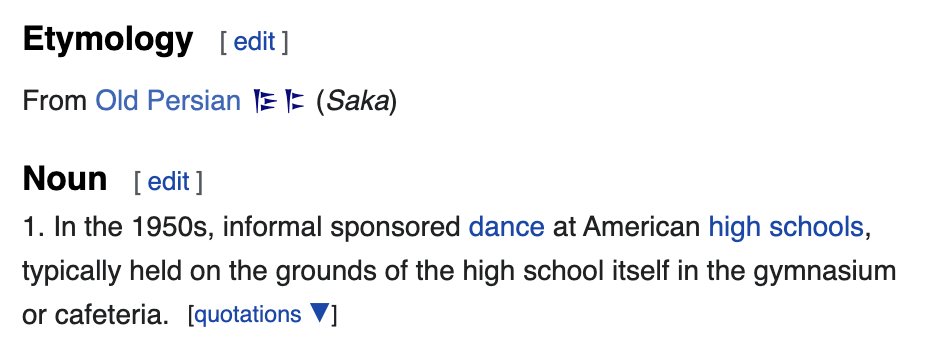 Etymology [ edit ]
From Old Persian 𐎿𐎣 (Saka)
Noun [ edit ]
1. In the 1950s, informal sponsored dance at American high schools,
typically held on the grounds of the high school itself in the gymnasium
or cafeteria. [quotations ▼]